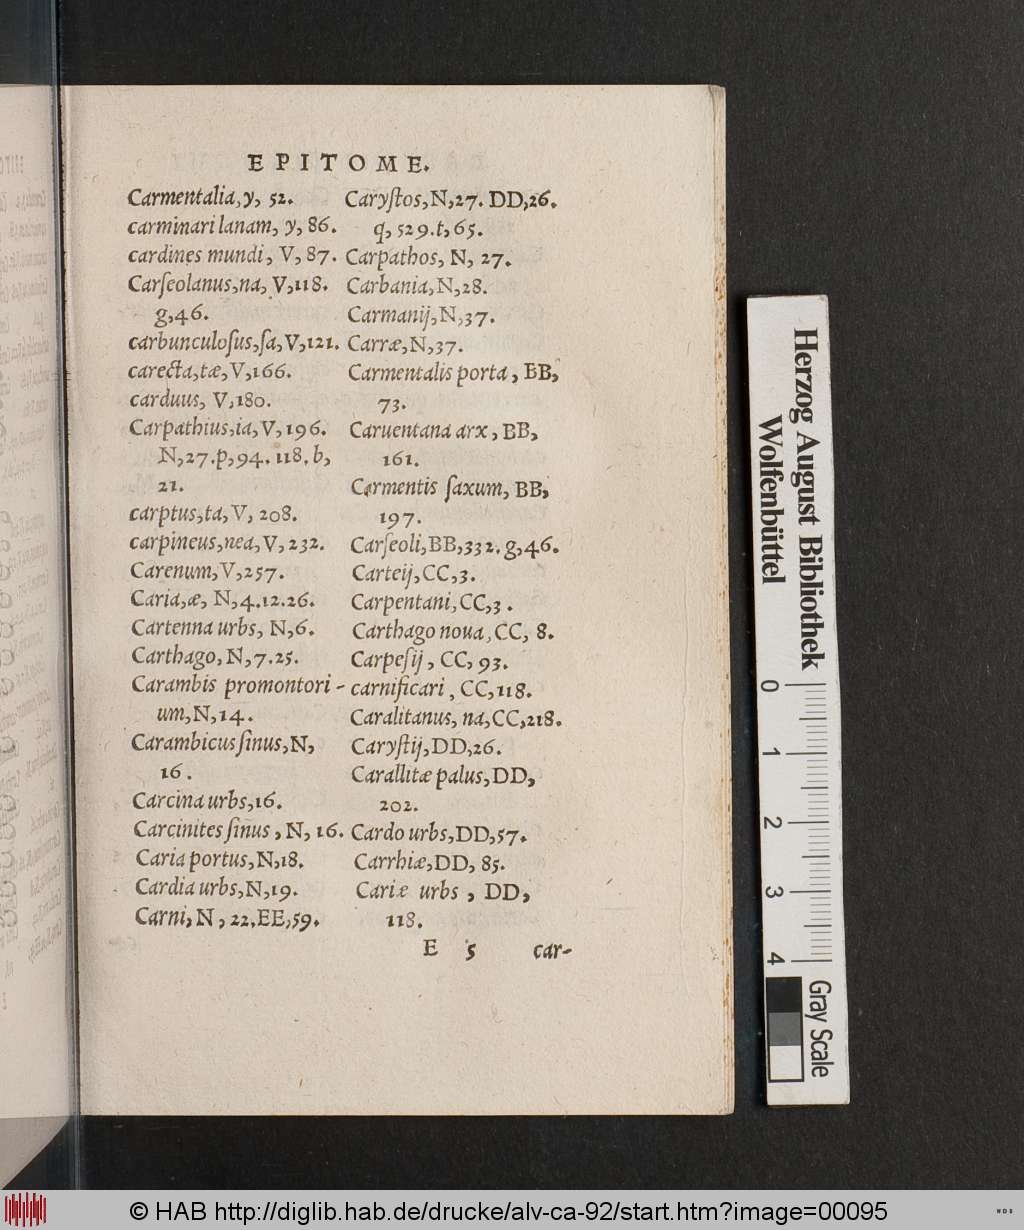 EPITOME.
Carmentalia, y, 52.
carminari lanam, y, 86.
cardines mundi, V, 87.
Carſeolanus, na, V, 118.
g, 46.
carbunculoſus, ſa, V, 121.
carecta, tæ, V, 166.
carduus, V, 180.
Carpathius, ia, V, 196.
N, 27. p, 94. 118. b,
21.
carptus, ta, V, 208.
carpineus, nea, V, 232.
Carenum, V, 257.
Caria, æ, N, 4. 12. 26.
Cartenna urbs, N, 6.
Carthago, N, 7. 25.
Carambis promontori-
um, N, 14.
Carambicus ſinus, N,
16.
Carcina urbs, 16.
Carcinites ſinus, N, 16.
Caria portus, N, 18.
Cardia urbs, N, 19.
Carni, N, 22. EE, 59.
Caryſtos, N, 27. DD, 26.
q, 529. t, 65.
Carpathos, N, 27.
Carbania, N, 28.
Carmanij, N, 37.
Carræ, N, 37.
Carmentalis porta, BB,
73.
Caruentana arx, BB,
161.
Carmentis ſaxum, BB,
197.
Carſeoli, BB, 332. g, 46.
Carteij, CC, 3.
Carpentani, CC, 3.
Carthago noua, CC, 8.
Carpeſij, CC, 93.
carnificari, CC, 118.
Caralitanus, na, CC, 218.
Caryſtij, DD, 26.
Carallitæ palus, DD,
202.
Cardo urbs, DD, 57.
Carrhiæ, DD, 85.
Cariæ urbs, DD,
118.
E 5 car-
Herzog August Bibliothek
Wolfenbüttel
0 1 2 3 4
Gray Scale
© HAB http://diglib.hab.de/drucke/alv-ca-92/start.htm?image=00095